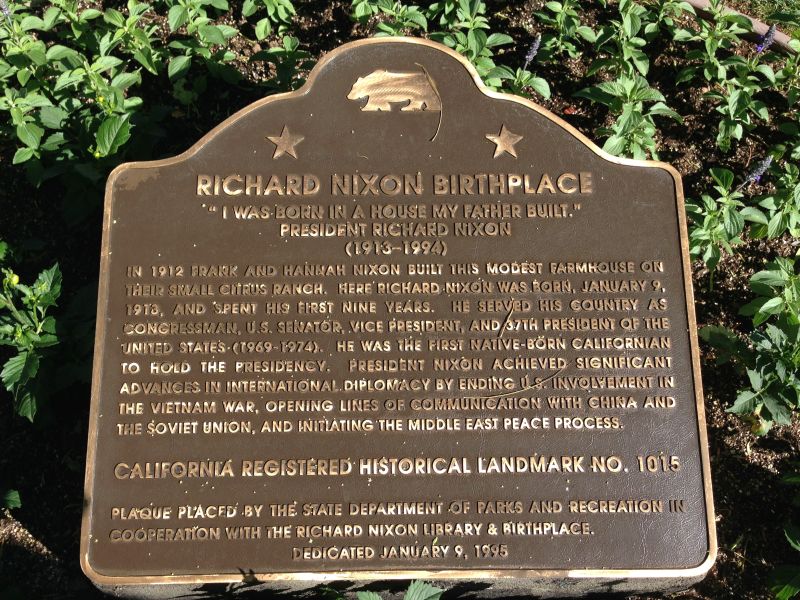 RICHARD NIXON BIRTHPLACE
"I WAS BORN IN A HOUSE MY FATHER BUILT."
PRESIDENT RICHARD NIXON
(1913-1994)
IN 1912 FRANK AND HANNAH NIXON BUILT THIS MODEST FARMHOUSE ON
THEIR SMALL CITRUS RANCH. HERE RICHARD NIXON WAS BORN, JANUARY 9,
1913, AND SPENT HIS FIRST NINE YEARS. HE SERVED HIS COUNTRY AS
CONGRESSMAN, U.S. SENATOR, VICE PRESIDENT, AND 37TH PRESIDENT OF THE
UNITED STATES (1969-1974). HE WAS THE FIRST NATIVE-BORN CALIFORNIAN
TO HOLD THE PRESIDENCY. PRESIDENT NIXON ACHIEVED SIGNIFICANT
ADVANCES IN INTERNATIONAL DIPLOMACY BY ENDING U.S. INVOLVEMENT IN
THE VIETNAM WAR, OPENING LINES OF COMMUNICATION WITH CHINA AND
THE SOVIET UNION, AND INITIATING THE MIDDLE EAST PEACE PROCESS.
CALIFORNIA REGISTERED HISTORICAL LANDMARK NO. 1015
PLAQUE PLACED BY THE STATE DEPARTMENT OF PARKS AND RECREATION IN
COOPERATION WITH THE RICHARD NIXON LIBRARY & BIRTHPLACE.
DEDICATED JANUARY 9, 1995